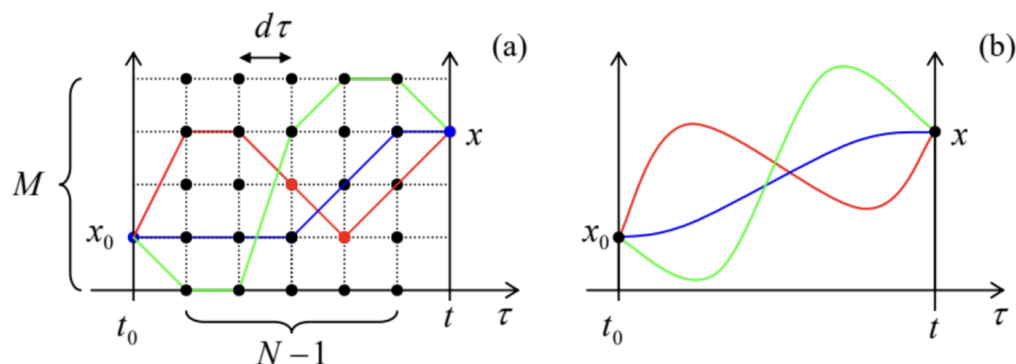 dτ
(a)
(b)
M
x
x
x₀
x₀
t₀
t
τ
t₀
t
τ
N − 1